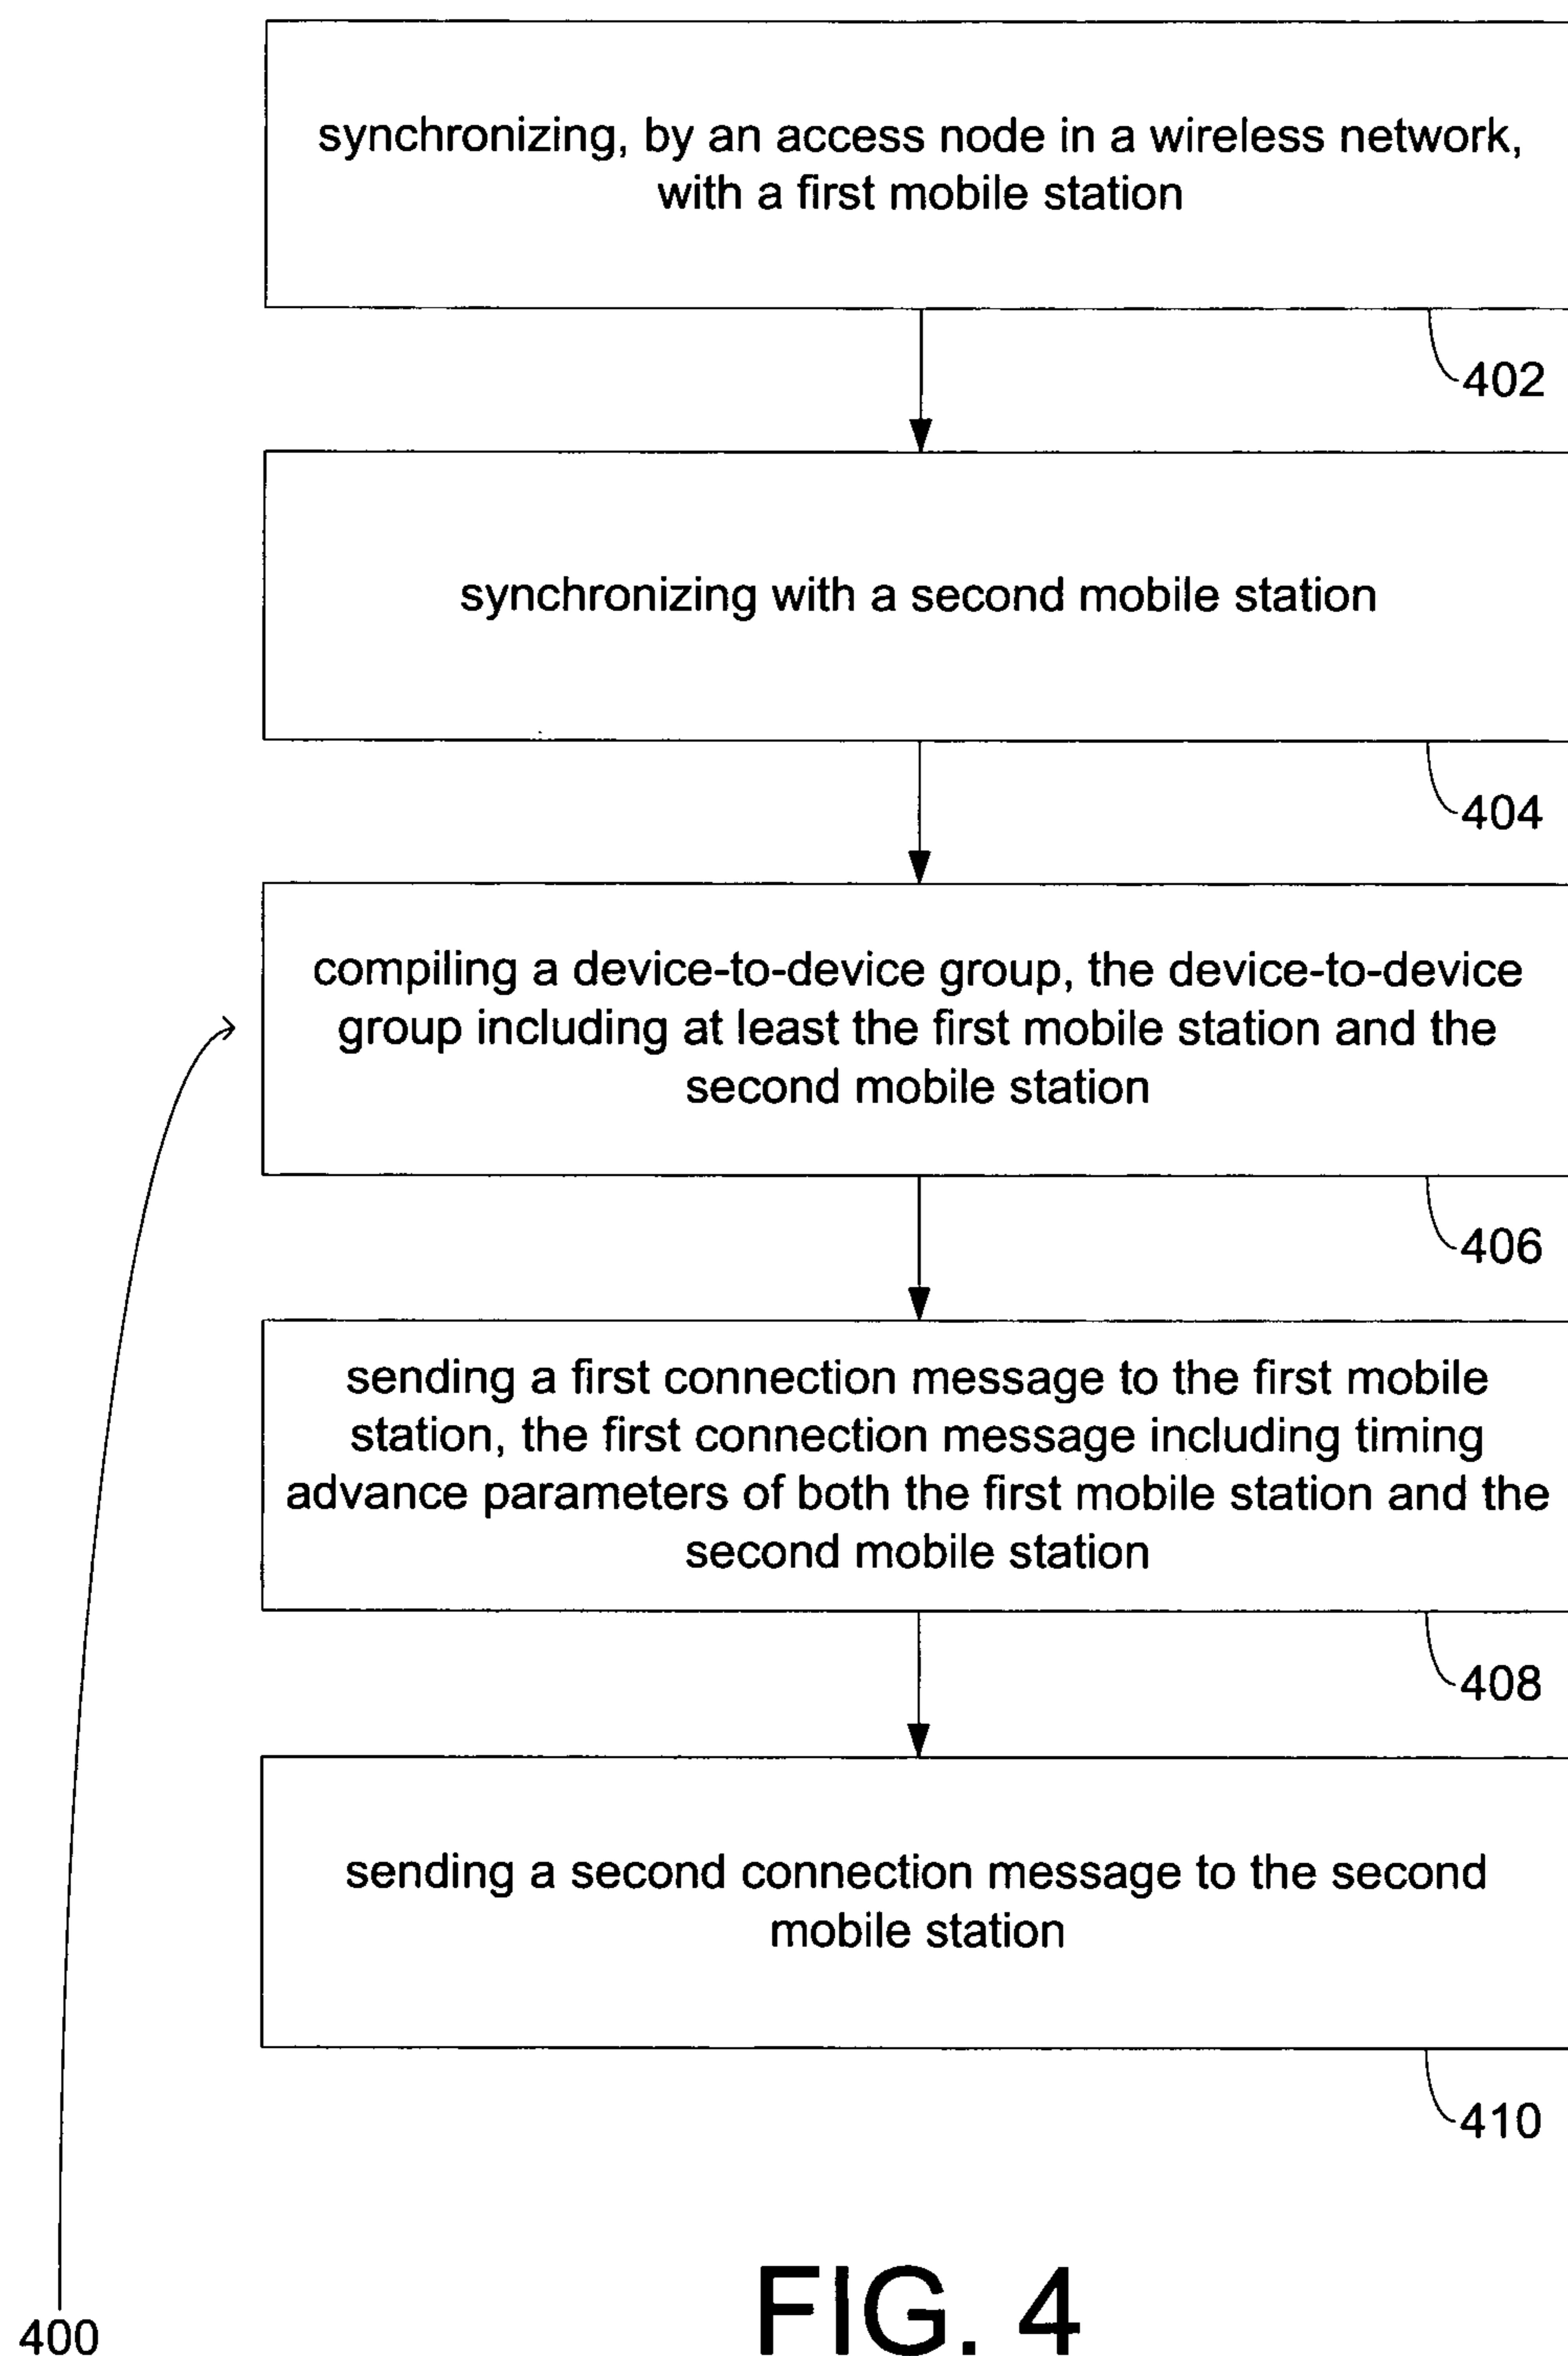 synchronizing, by an access node in a wireless network,
with a first mobile station
402
synchronizing with a second mobile station
404
compiling a device-to-device group, the device-to-device
group including at least the first mobile station and the
second mobile station
406
sending a first connection message to the first mobile
station, the first connection message including timing
advance parameters of both the first mobile station and the
second mobile station
408
sending a second connection message to the second
mobile station
410
400
FIG. 4